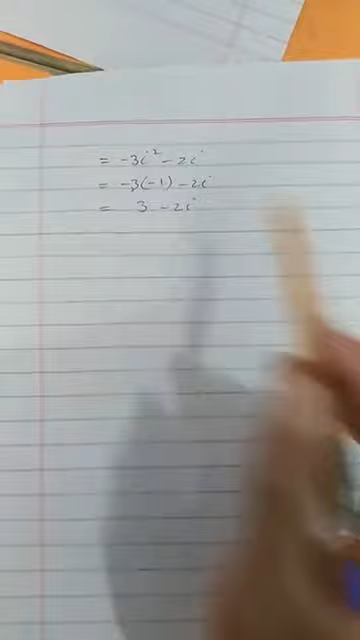 = -3i² - 2i
= -3(-1) - 2i
= 3 - 2i